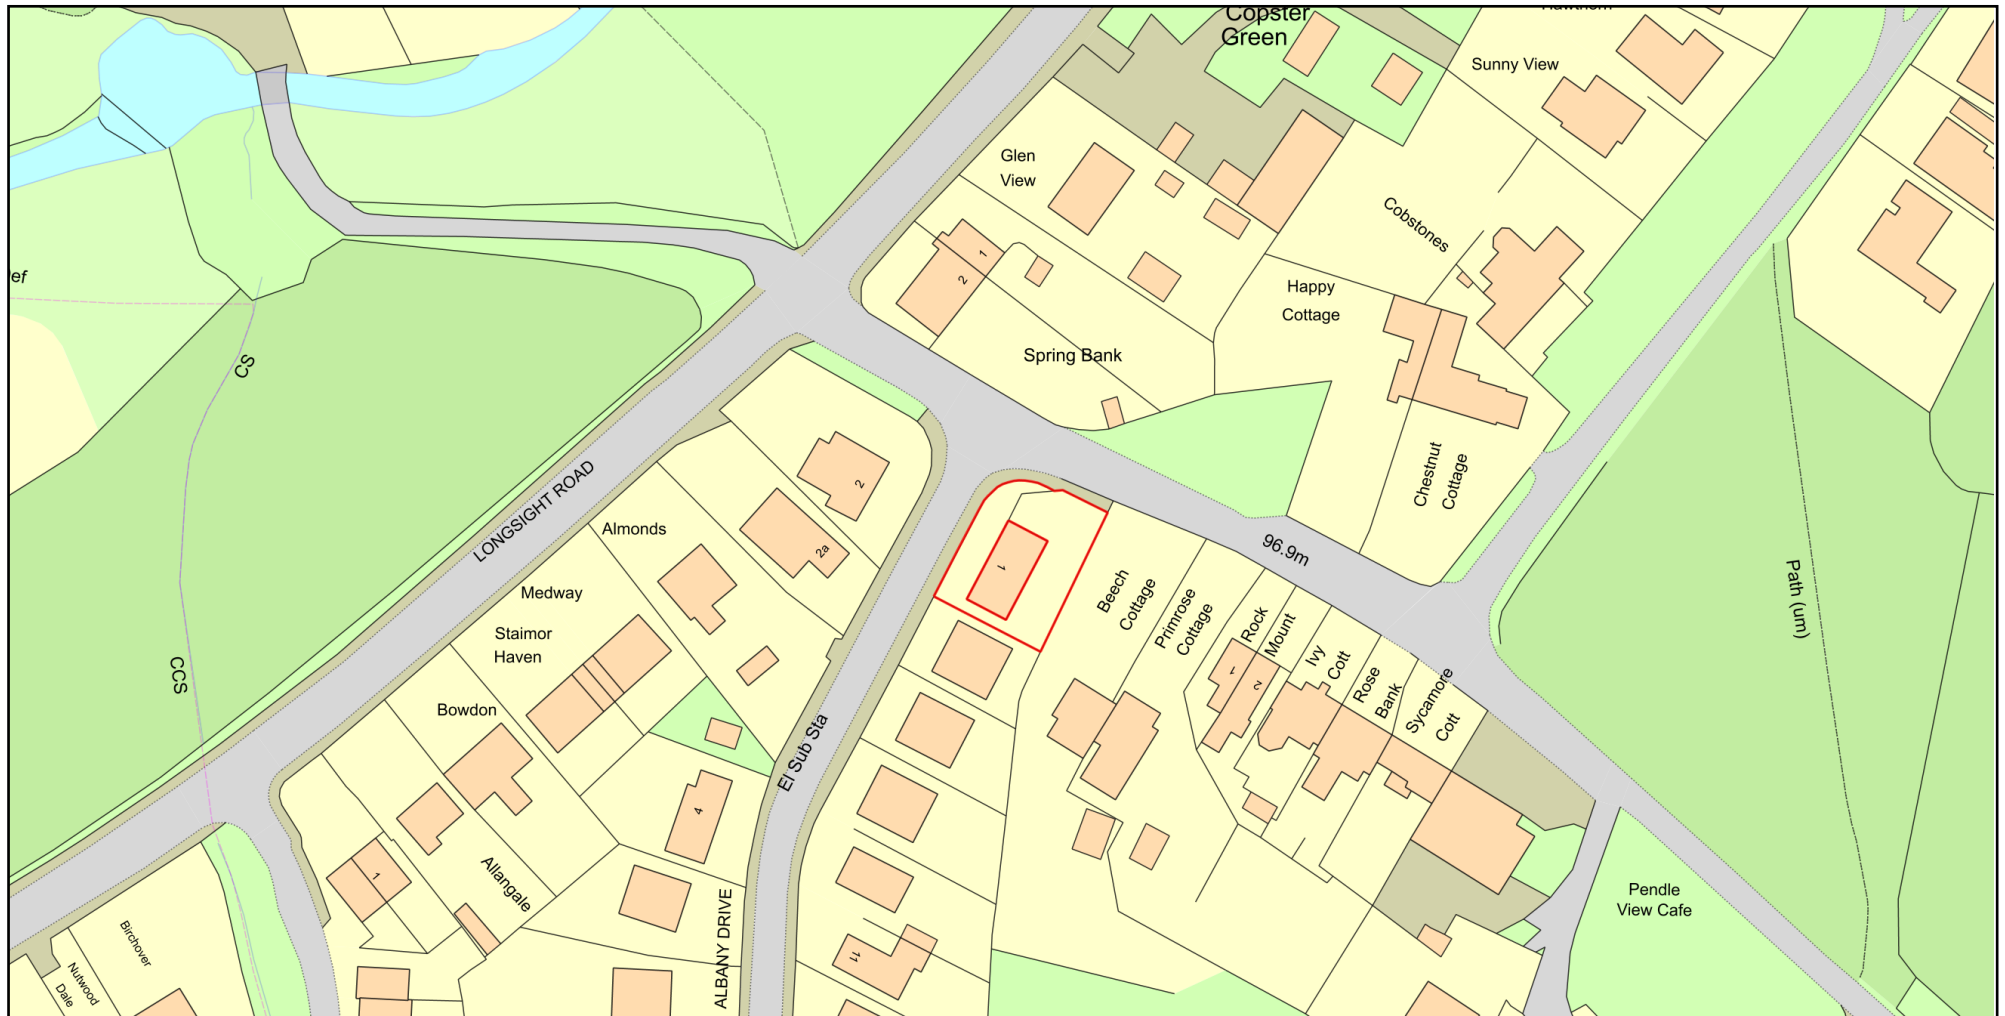 Copster
Green
Hawthorn
Sunny View
Glen
View
Cobstones
1
2
Happy
Cottage
Spring Bank
Chestnut
Cottage
ef
CS
LONGSIGHT ROAD
2
2a
Almonds
Medway
Staimor
Haven
Bowdon
CCS
1
96.9m
Beech
Cottage
Primrose
Cottage
Rock
Mount
1
2
Ivy
Cott
Rose
Bank
Sycamore
Cott
Path (um)
El Sub Sta
4
1
Allangale
ALBANY DRIVE
11
Pendle
View Cafe
Birchover
Nutwood
Dale